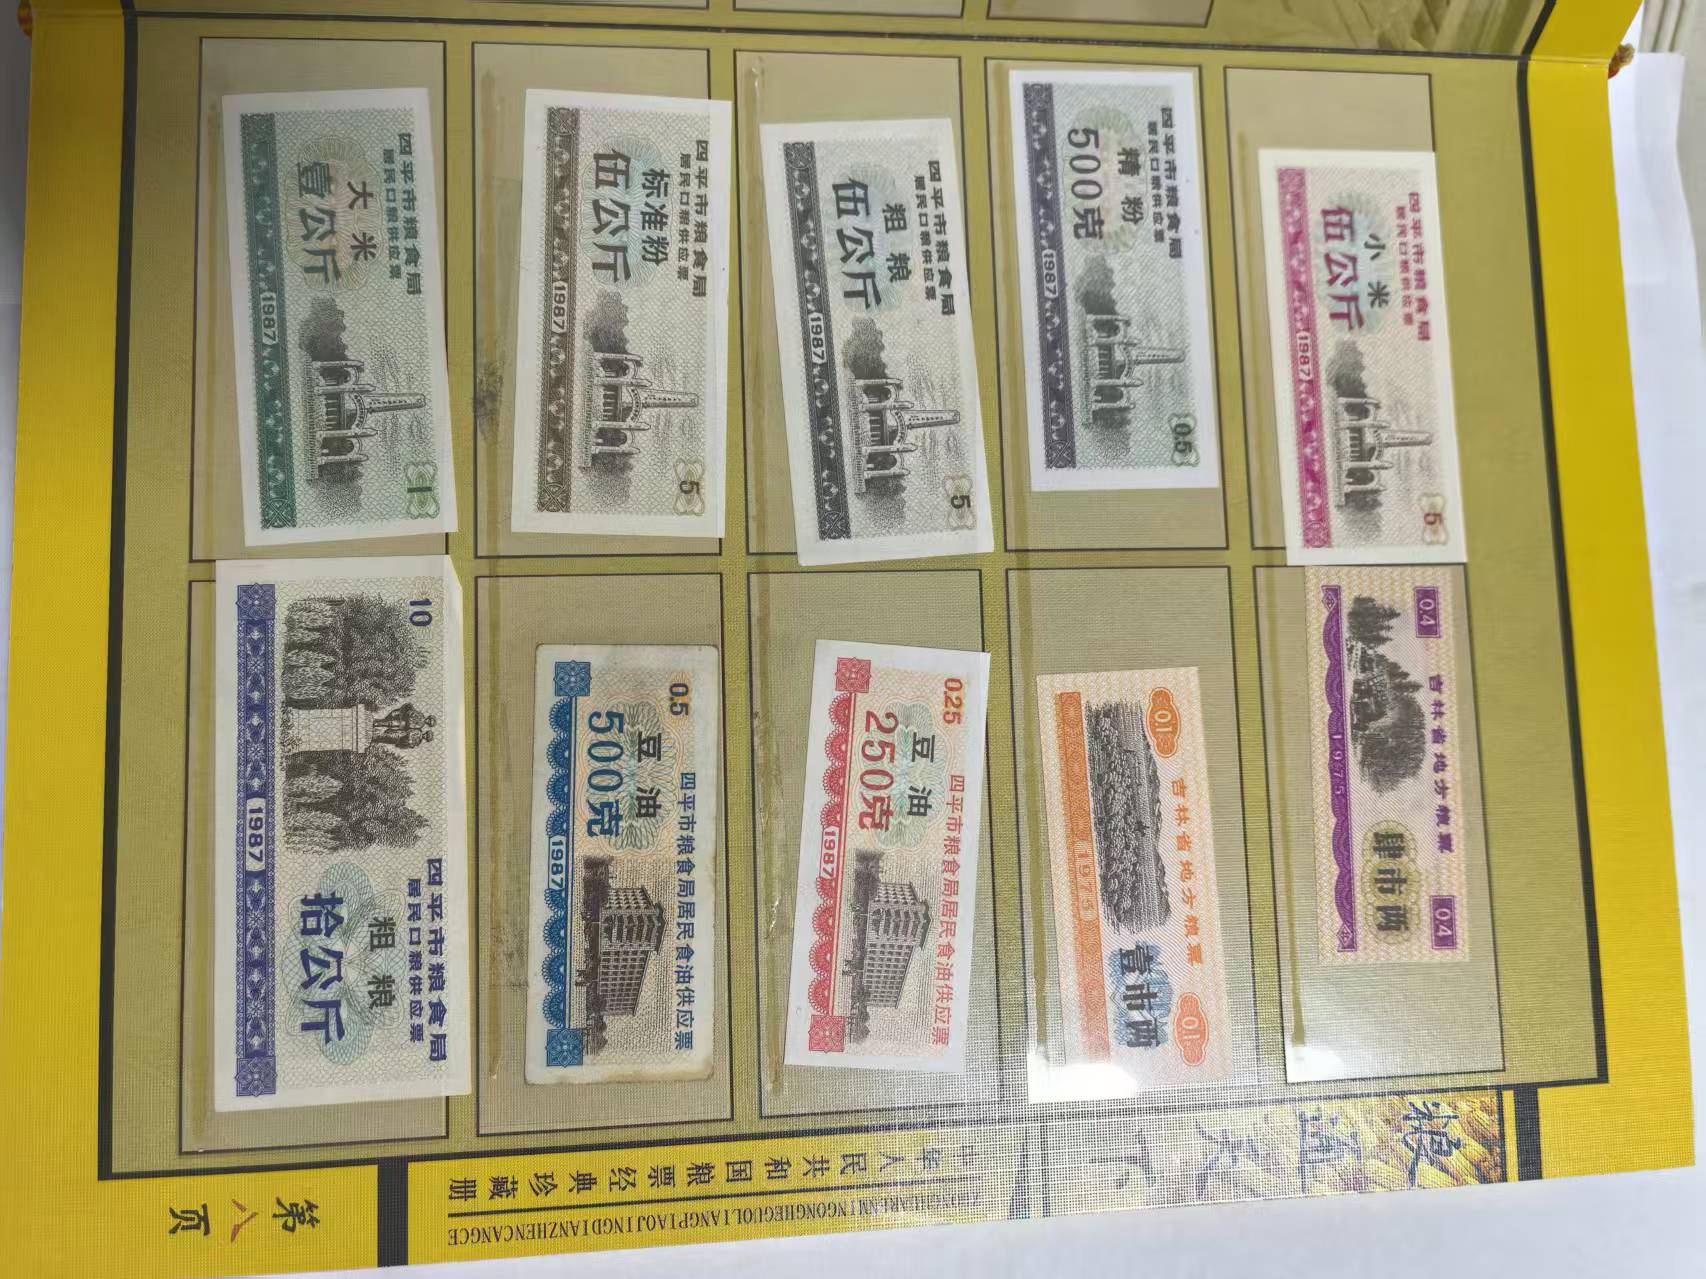 四平市粮食局
居民口粮供应票
小米
伍公斤
1987
5
0.4
吉林省地方粮票
肆市两
1975
0.4
四平市粮食局
居民口粮供应票
精粉
500克
1987
0.5
0.1
吉林省地方粮票
壹市两
1975
0.1
四平市粮食局
居民口粮供应票
粗粮
伍公斤
1987
5
0.25
四平市粮食局居民食油供应票
豆油
250克
1987
四平市粮食局
居民口粮供应票
标准粉
伍公斤
1987
5
0.5
四平市粮食局居民食油供应票
豆油
500克
1987
四平市粮食局
居民口粮供应票
大米
壹公斤
1987
1
10
四平市粮食局
居民口粮供应票
粗粮
拾公斤
1987
粮通天下
中华人民共和国粮票经典珍藏册
ZHONGHUARENMINGONGHEGUOLIANGPIAOJINGDIANZHENCANGCE
第八页